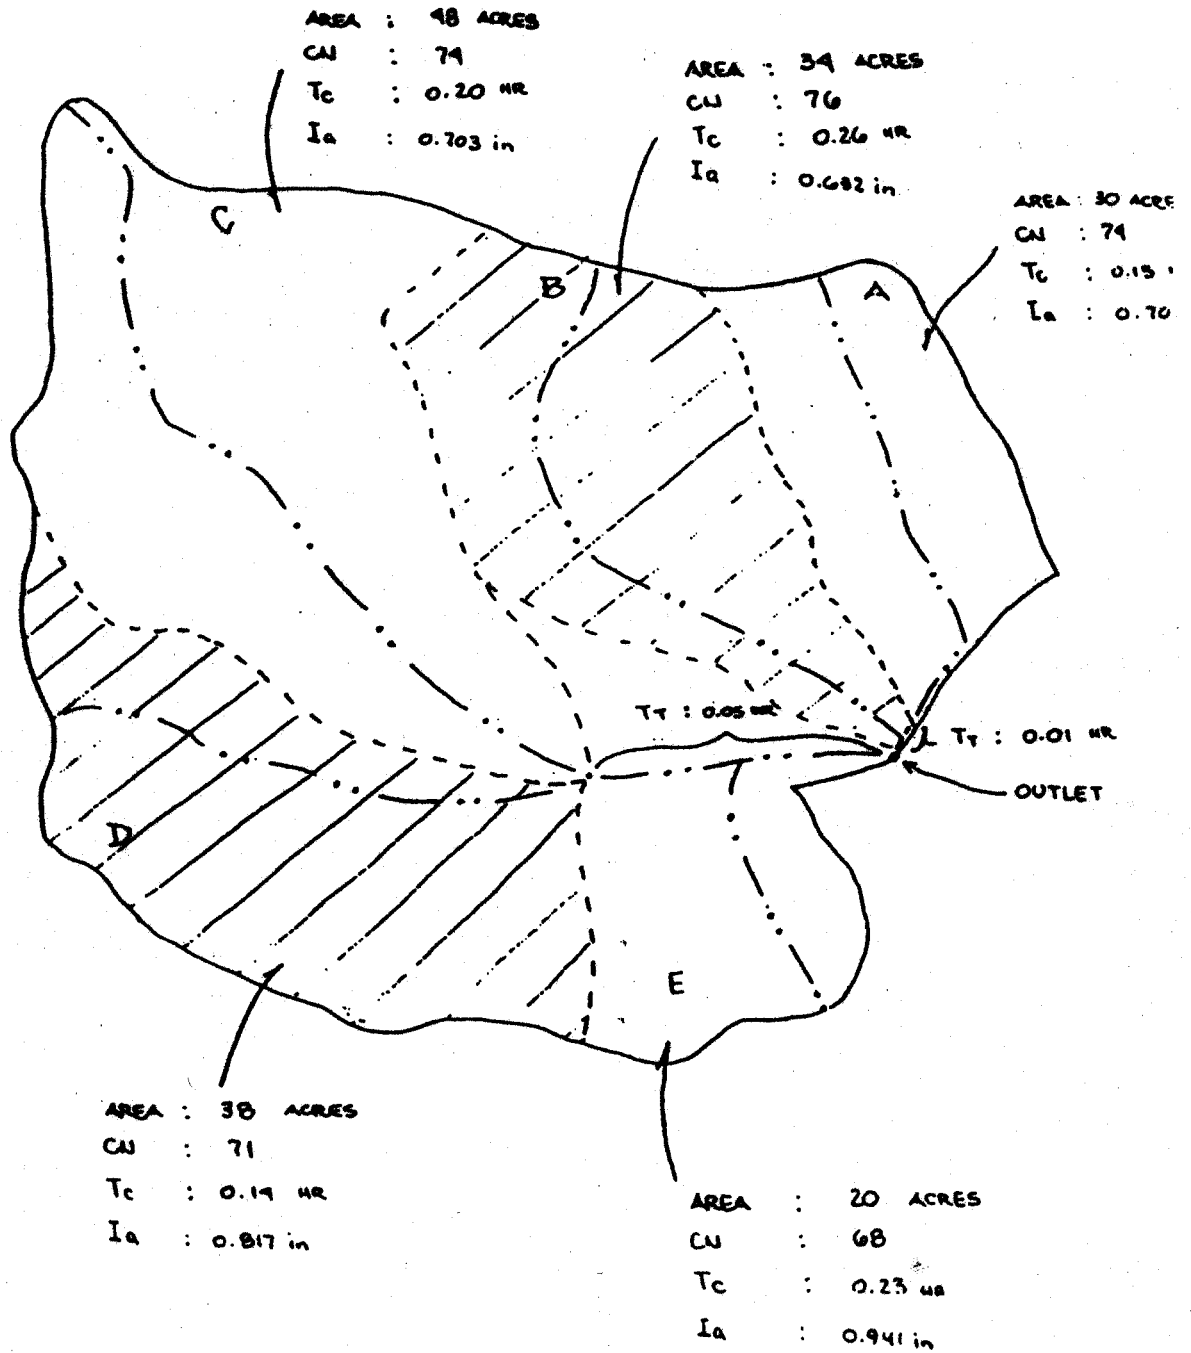 AREA : 48 ACRES
CN : 74
Tc : 0.20 HR
Ia : 0.703 in
AREA : 34 ACRES
CN : 76
Tc : 0.26 HR
Ia : 0.632 in
AREA : 30 ACRE
CN : 74
Tc : 0.15
Ia : 0.70
C
B
A
TT : 0.05 HR
TT : 0.01 HR
OUTLET
D
E
AREA : 38 ACRES
CN : 71
Tc : HR
Ia : 0.817 in
AREA : 20 ACRES
CN : 68
Tc : 0.23 HR
Ia : 0.941 in